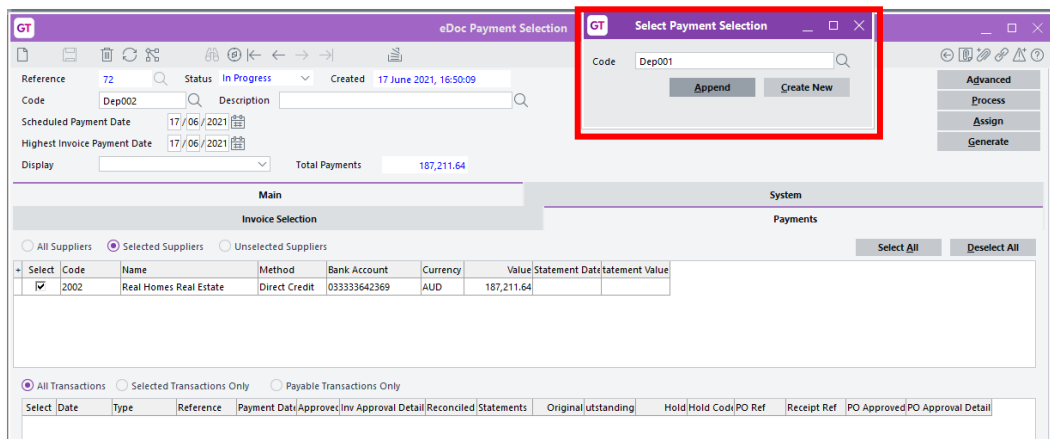 GT eDoc Payment Selection
GT Select Payment Selection
Code Dep001
Append Create New
Reference 72 Status In Progress Created 17 June 2021, 16:50:09
Code Dep002 Description
Scheduled Payment Date 17/06/2021
Highest Invoice Payment Date 17/06/2021
Display Total Payments 187,211.64
Advanced
Process
Assign
Generate
Main System
Invoice Selection Payments
All Suppliers Selected Suppliers Unselected Suppliers Select All Deselect All
+ Select Code Name Method Bank Account Currency Value Statement Date tatement Value
2002 Real Homes Real Estate Direct Credit 033333642369 AUD 187,211.64
All Transactions Selected Transactions Only Payable Transactions Only
Select Date Type Reference Payment Date Approved Inv Approval Detail Reconciled Statements Original utstanding Hold Hold Code PO Ref Receipt Ref PO Approved PO Approval Detail